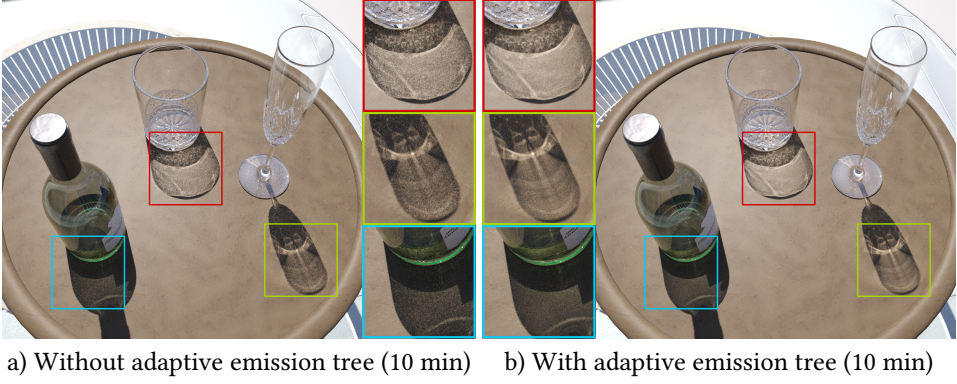 a) Without adaptive emission tree (10 min)
b) With adaptive emission tree (10 min)